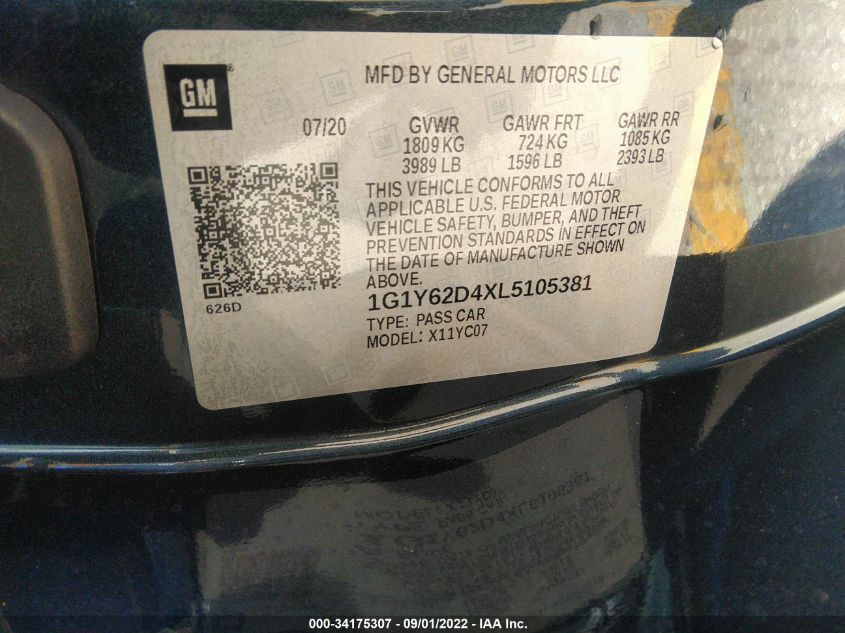 GM
MFD BY GENERAL MOTORS LLC
07/20 GVWR GAWR FRT GAWR RR
1809 KG 724 KG 1085 KG
3989 LB 1596 LB 2393 LB
THIS VEHICLE CONFORMS TO ALL
APPLICABLE U.S. FEDERAL MOTOR
VEHICLE SAFETY, BUMPER, AND THEFT
PREVENTION STANDARDS IN EFFECT ON
THE DATE OF MANUFACTURE SHOWN
ABOVE.
626D
1G1Y62D4XL5105381
TYPE: PASS CAR
MODEL: X11YC07
000-34175307 - 09/01/2022 - IAA Inc.